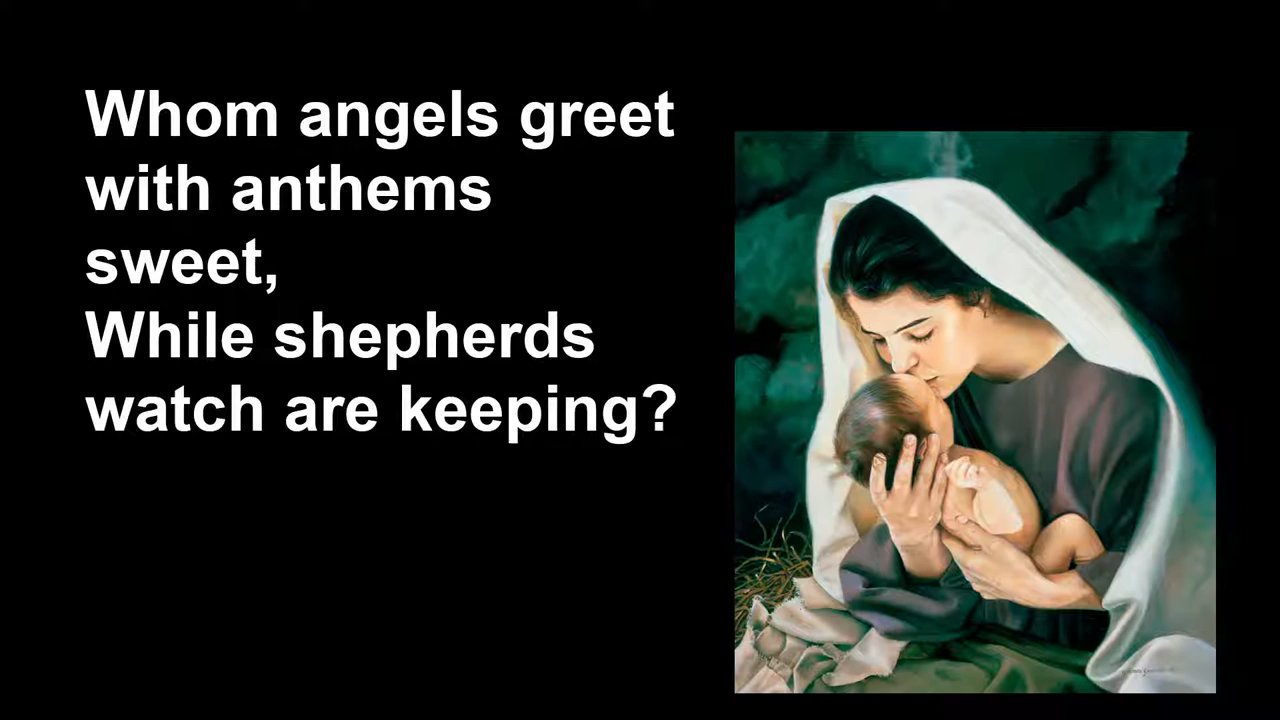 Whom angels greet
with anthems
sweet,
While shepherds
watch are keeping?